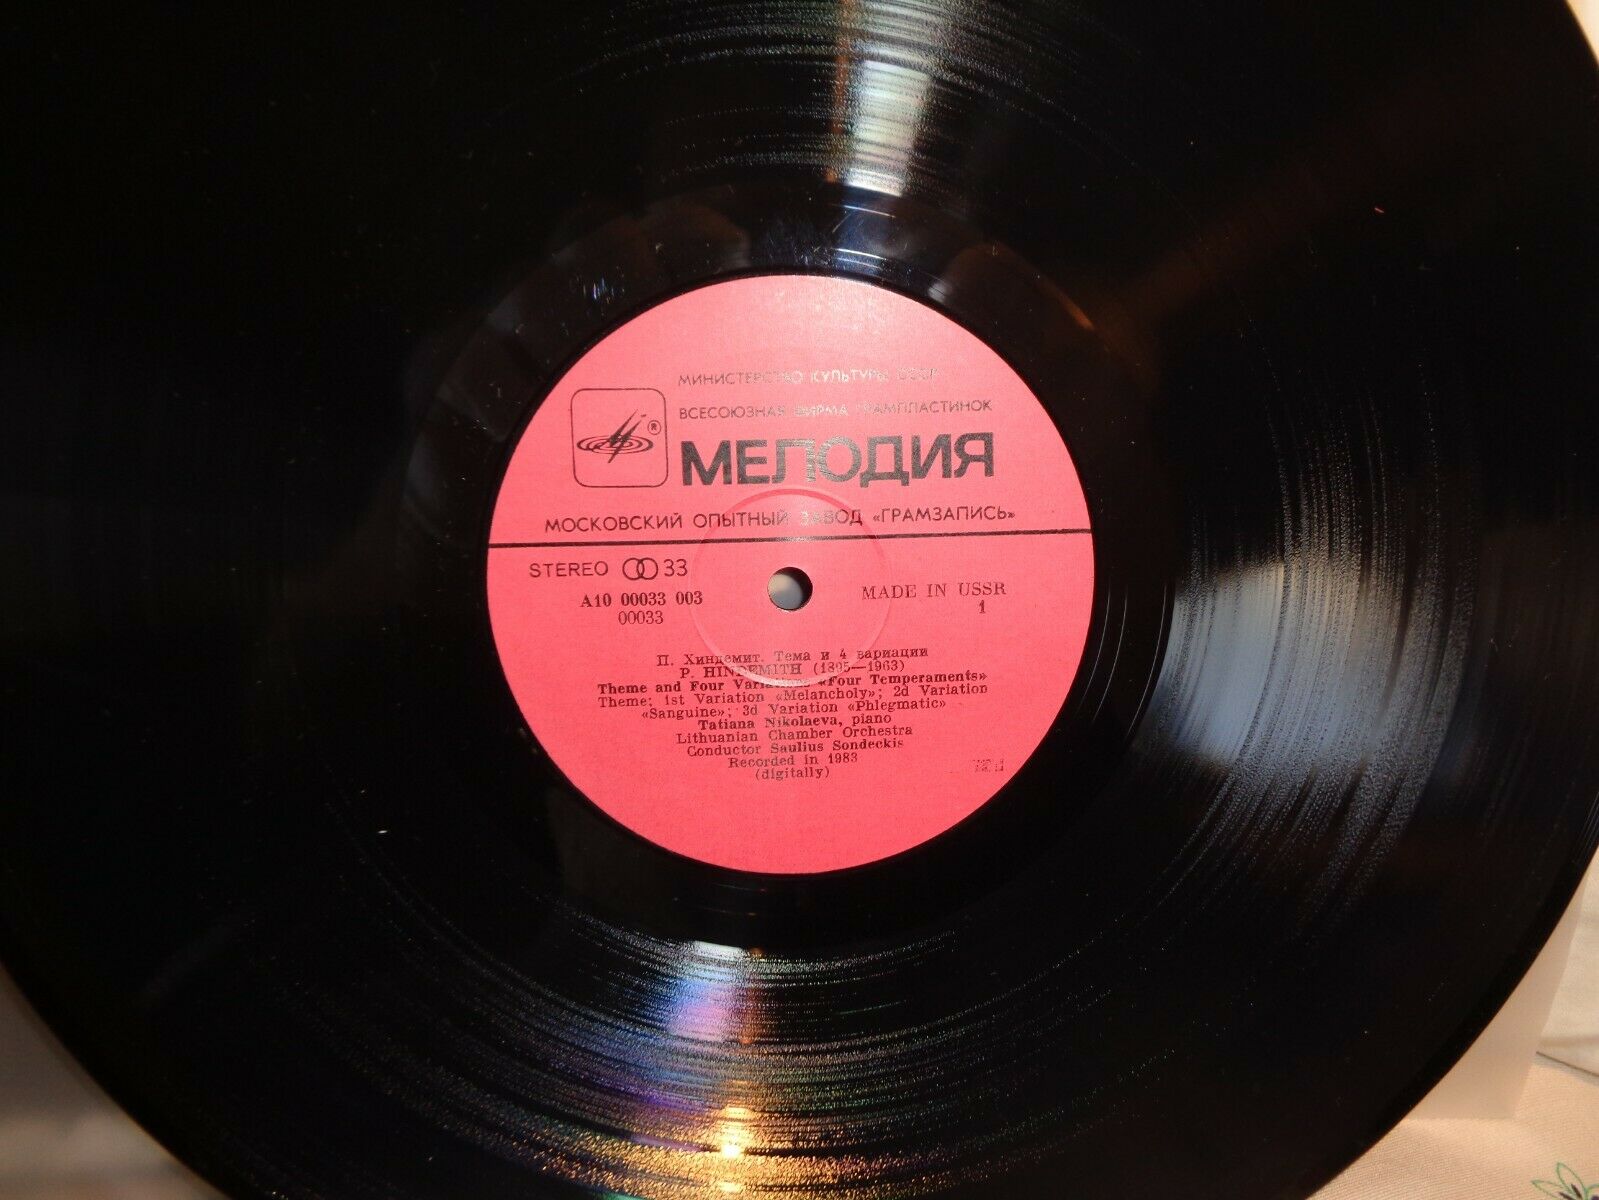 МИНИСТЕРСТВО КУЛЬТУРЫ СССР
ВСЕСОЮЗНАЯ ФИРМА ГРАМПЛАСТИНОК
®
МЕЛОДИЯ
МОСКОВСКИЙ ОПЫТНЫЙ ЗАВОД «ГРАМЗАПИСЬ»
STEREO 33
А10 00033 003
00033
MADE IN USSR
1
П. Хиндемит. Тема и 4 вариации
P. HINDEMITH (1895—1963)
Theme and Four Variations «Four Temperaments»
Theme; 1st Variation «Melancholy»; 2d Variation
«Sanguine»; 3d Variation «Phlegmatic»
Tatiana Nikolaeva, piano
Lithuanian Chamber Orchestra
Conductor Saulius Sondeckis
Recorded in 1983
(digitally)